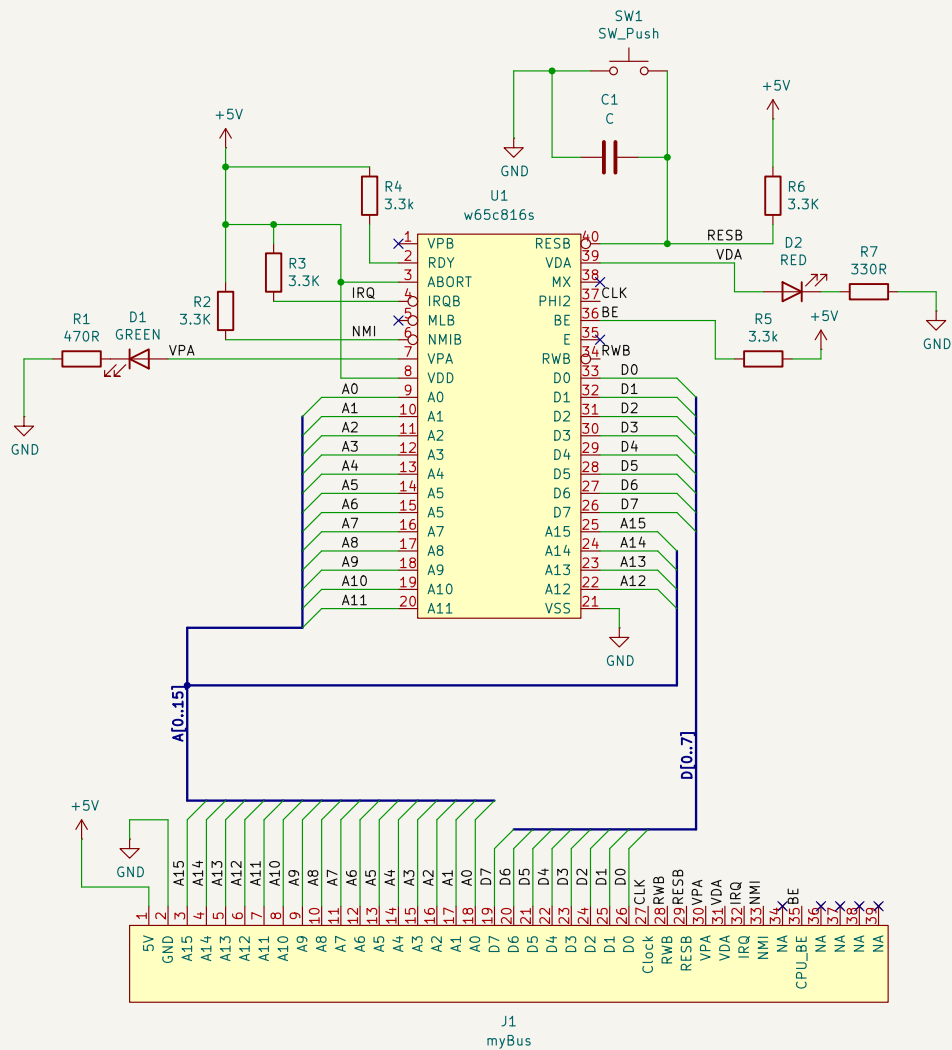 SW1
SW_Push
C1
C
+5V
GND
+5V
R4
3.3k
R6
3.3K
U1
w65c816s
R3
3.3K
R2
3.3K
IRQ
NMI
R1
470R
D1
GREEN
VPA
GND
RESB
VDA
D2
RED
R7
330R
CLK
BE
R5
3.3k
+5V
GND
RWB
1 VPB
2 RDY
3 ABORT
4 IRQB
5 MLB
6 NMIB
7 VPA
8 VDD
A0 9 A0
A1 10 A1
A2 11 A2
A3 12 A3
A4 13 A4
A5 14 A5
A6 15 A5
A7 16 A7
A8 17 A8
A9 18 A9
A10 19 A10
A11 20 A11
RESB 40
VDA 39
MX 38
PHI2 37
BE 36
E 35
RWB 34
D0 33 D0
D1 32 D1
D2 31 D2
D3 30 D3
D4 29 D4
D5 28 D5
D6 27 D6
D7 26 D7
A15 25 A15
A14 24 A14
A13 23 A13
A12 22 A12
VSS 21
GND
A[0..15]
D[0..7]
+5V
GND
A15 A14 A13 A12 A11 A10 A9 A8 A7 A6 A5 A4 A3 A2 A1 A0 D7 D6 D5 D4 D3 D2 D1 D0 CLK RWB RESB VPA VDA IRQ NMI BE
1 2 3 4 5 6 7 8 9 10 11 12 13 14 15 16 17 18 19 20 21 22 23 24 25 26 27 28 29 30 31 32 33 34 35 36 37 38 39
5V GND A15 A14 A13 A12 A11 A10 A9 A8 A7 A6 A5 A4 A3 A2 A1 A0 D7 D6 D5 D4 D3 D2 D1 D0 Clock RWB RESB VPA VDA IRQ NMI NA CPU_BE NA NA NA NA
J1
myBus